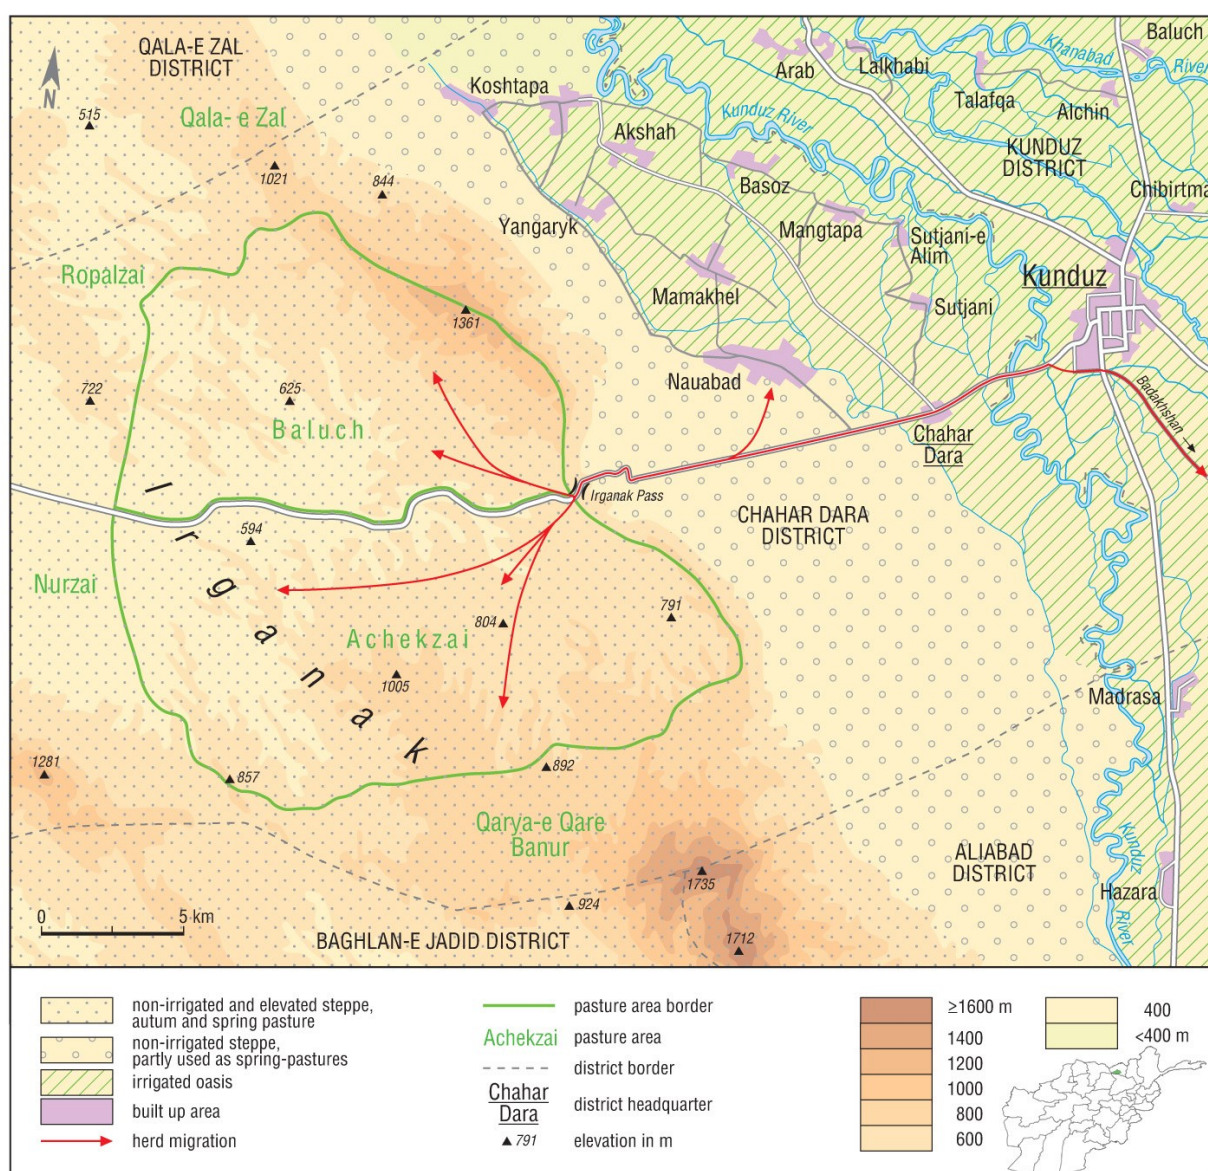 QALA-E ZAL
DISTRICT
N
515
Qala- e Zal
1021
844
Koshtapa
Akshah
Arab
Lalkhabi
Khanabad
River
Baluch
Talafqa
Alchin
Kunduz River
KUNDUZ
DISTRICT
Basoz
Chibirtma
Yangaryk
Mangtapa
Sutjani-e
Alim
Ropalzai
Mamakhel
Sutjani
Kunduz
1361
722
625
Baluch
Nauabad
Badakhshan
Chahar
Dara
Irganak Pass
CHAHAR DARA
DISTRICT
Irganak
594
Nurzai
791
804
Achekzai
1005
Madrasa
1281
857
892
Qarya-e Qare
Banur
1735
ALIABAD
DISTRICT
Kunduz
River
Hazara
0 5 km
924
BAGHLAN-E JADID DISTRICT
1712
non-irrigated and elevated steppe,
autum and spring pasture
non-irrigated steppe,
partly used as spring-pastures
irrigated oasis
built up area
herd migration
pasture area border
Achekzai pasture area
district border
Chahar
Dara
district headquarter
791 elevation in m
≥1600 m
1400
1200
1000
800
600
400
<400 m